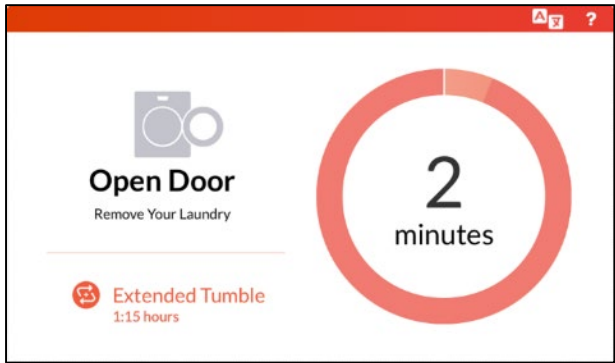 ?
Open Door
Remove Your Laundry
Extended Tumble
1:15 hours
2
minutes